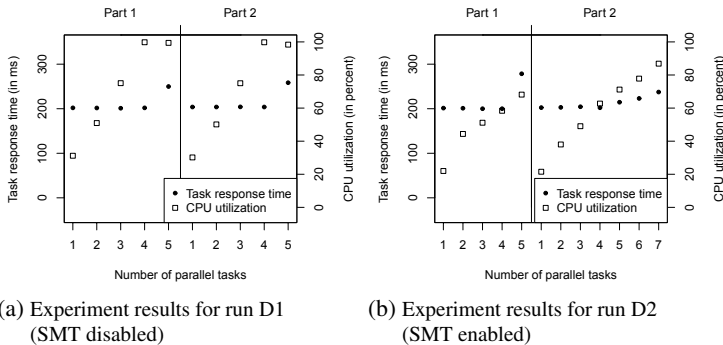 Part 1 Part 2
Task response time (in ms)
0 100 200 300
CPU utilization (in percent)
0 20 40 60 80 100
Task response time
CPU utilization
1 2 3 4 5 1 2 3 4 5
Number of parallel tasks
(a) Experiment results for run D1
(SMT disabled)
Part 1 Part 2
Task response time (in ms)
0 100 200 300
CPU utilization (in percent)
0 20 40 60 80 100
Task response time
CPU utilization
1 2 3 4 5 1 2 3 4 5 6 7
Number of parallel tasks
(b) Experiment results for run D2
(SMT enabled)